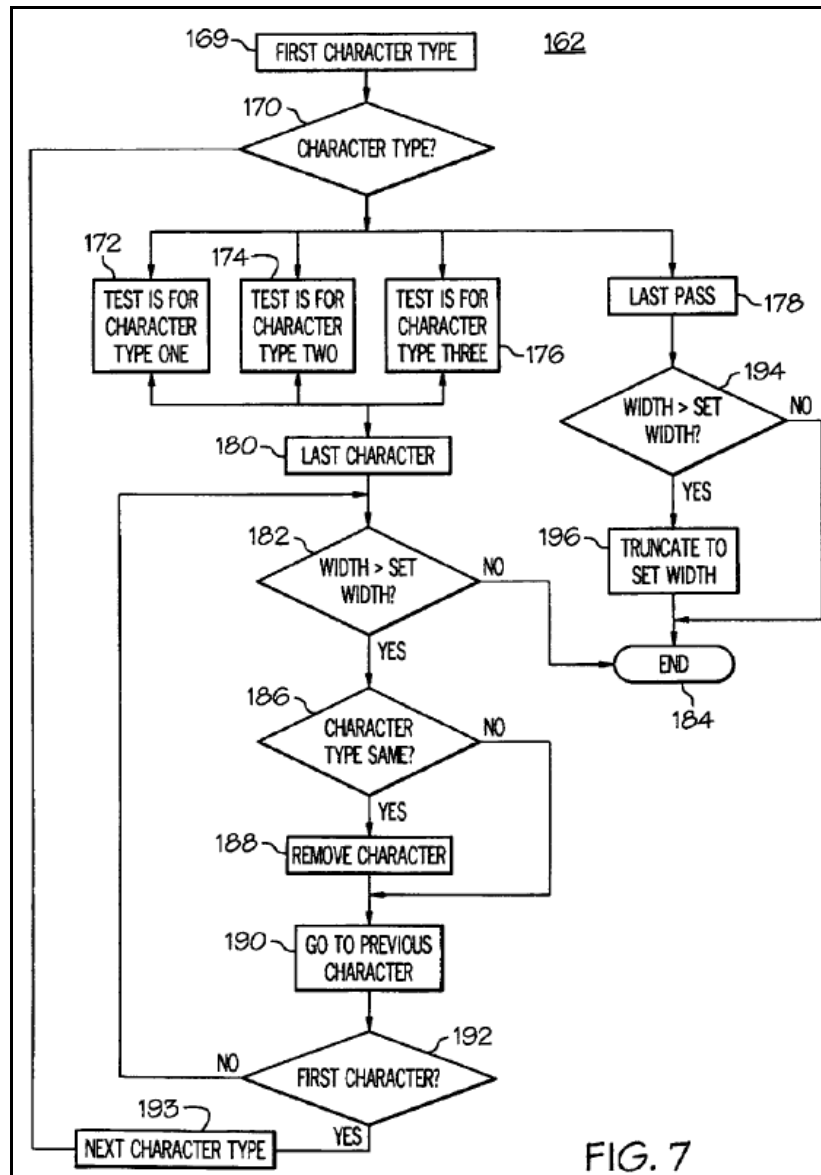 169
FIRST CHARACTER TYPE
162
170
CHARACTER TYPE?
172
TEST IS FOR
CHARACTER
TYPE ONE
174
TEST IS FOR
CHARACTER
TYPE TWO
TEST IS FOR
CHARACTER
TYPE THREE
176
LAST PASS
178
194
WIDTH > SET
WIDTH?
NO
YES
196
TRUNCATE TO
SET WIDTH
END
184
180
LAST CHARACTER
182
WIDTH > SET
WIDTH?
NO
YES
186
CHARACTER
TYPE SAME?
NO
YES
188
REMOVE CHARACTER
190
GO TO PREVIOUS
CHARACTER
192
FIRST CHARACTER?
NO
YES
193
NEXT CHARACTER TYPE
FIG. 7